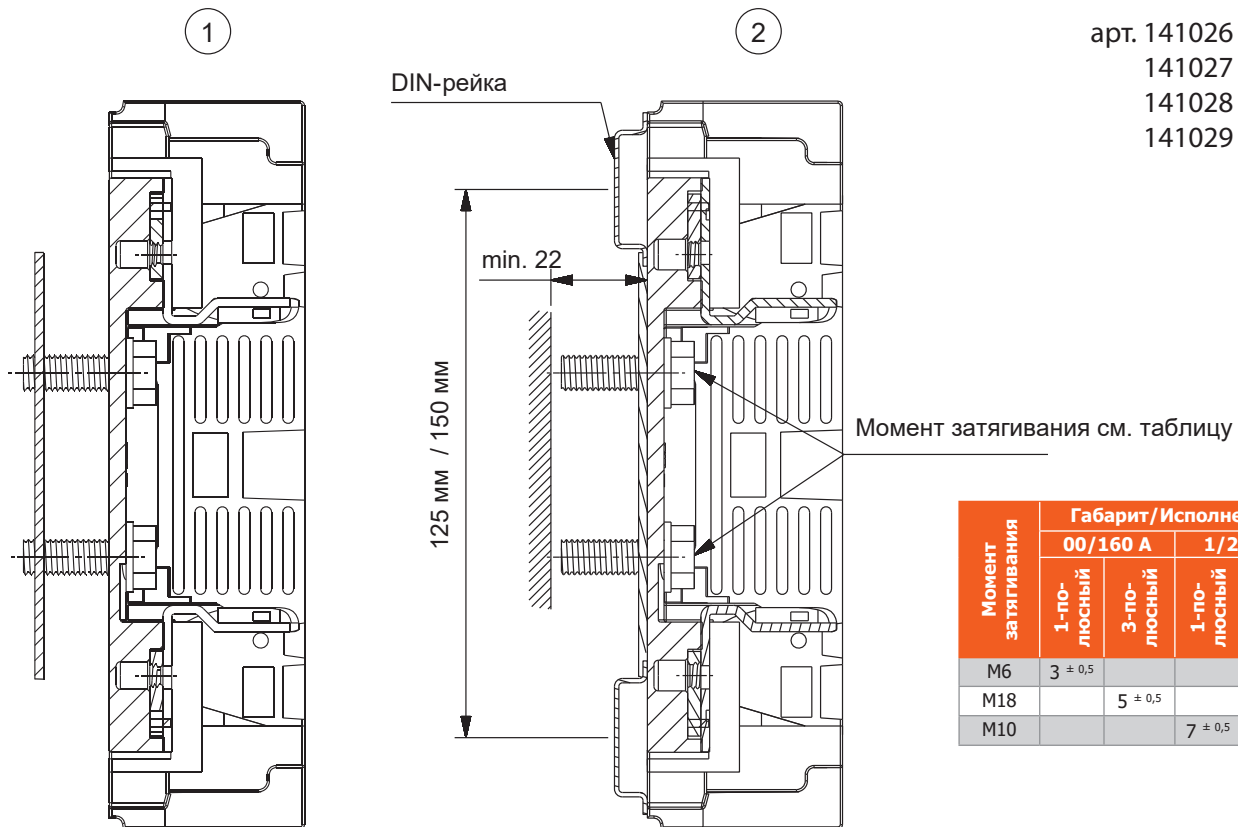 1
2
арт. 141026
141027
141028
141029
DIN-рейка
min. 22
125 мм / 150 мм
Момент затягивания см. таблицу
Момент затягивания
Габарит/Исполне
00/160 А
1/2
1-по-
люсный
3-по-
люсный
1-по-
люсный
M6 3 ± 0,5
M18 5 ± 0,5
M10 7 ± 0,5